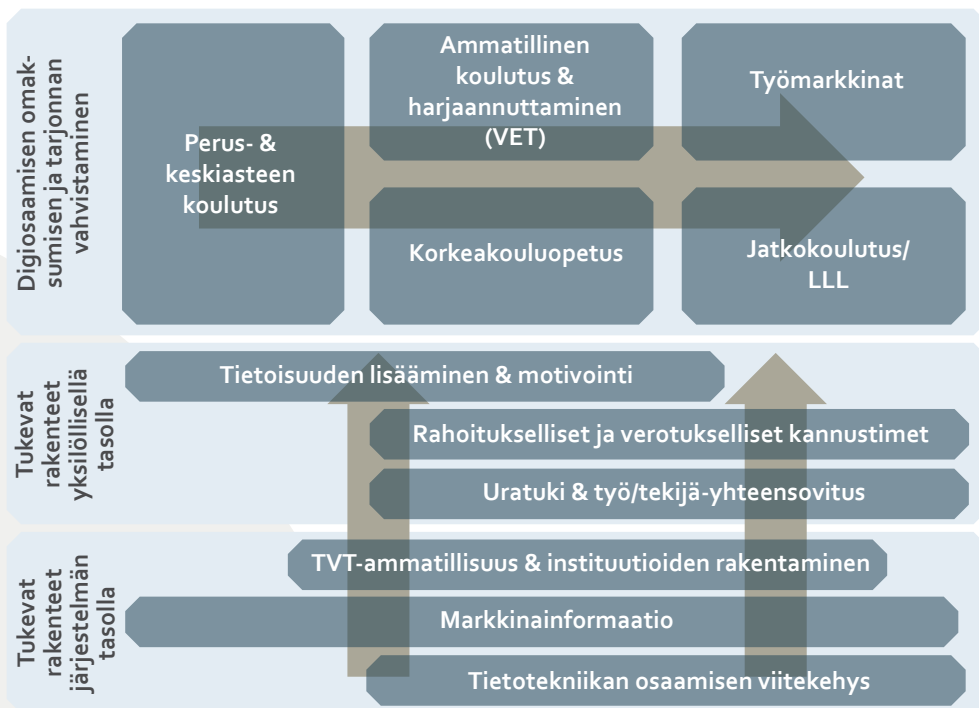 Digiosaamisen omak-
sumisen ja tarjonnan
vahvistaminen
Perus- &
keskiasteen
koulutus
Ammatillinen
koulutus &
harjaannuttaminen
(VET)
Työmarkkinat
Korkeakouluopetus
Jatkokoulutus/
LLL
Tukevat
rakenteet
yksilöllisellä
tasolla
Tietoisuuden lisääminen & motivointi
Rahoitukselliset ja verotukselliset kannustimet
Uratuki & työ/tekijä-yhteensovitus
Tukevat
rakenteet
järjestelmän
tasolla
TVT-ammatillisuus & instituutioiden rakentaminen
Markkinainformaatio
Tietotekniikan osaamisen viitekehys